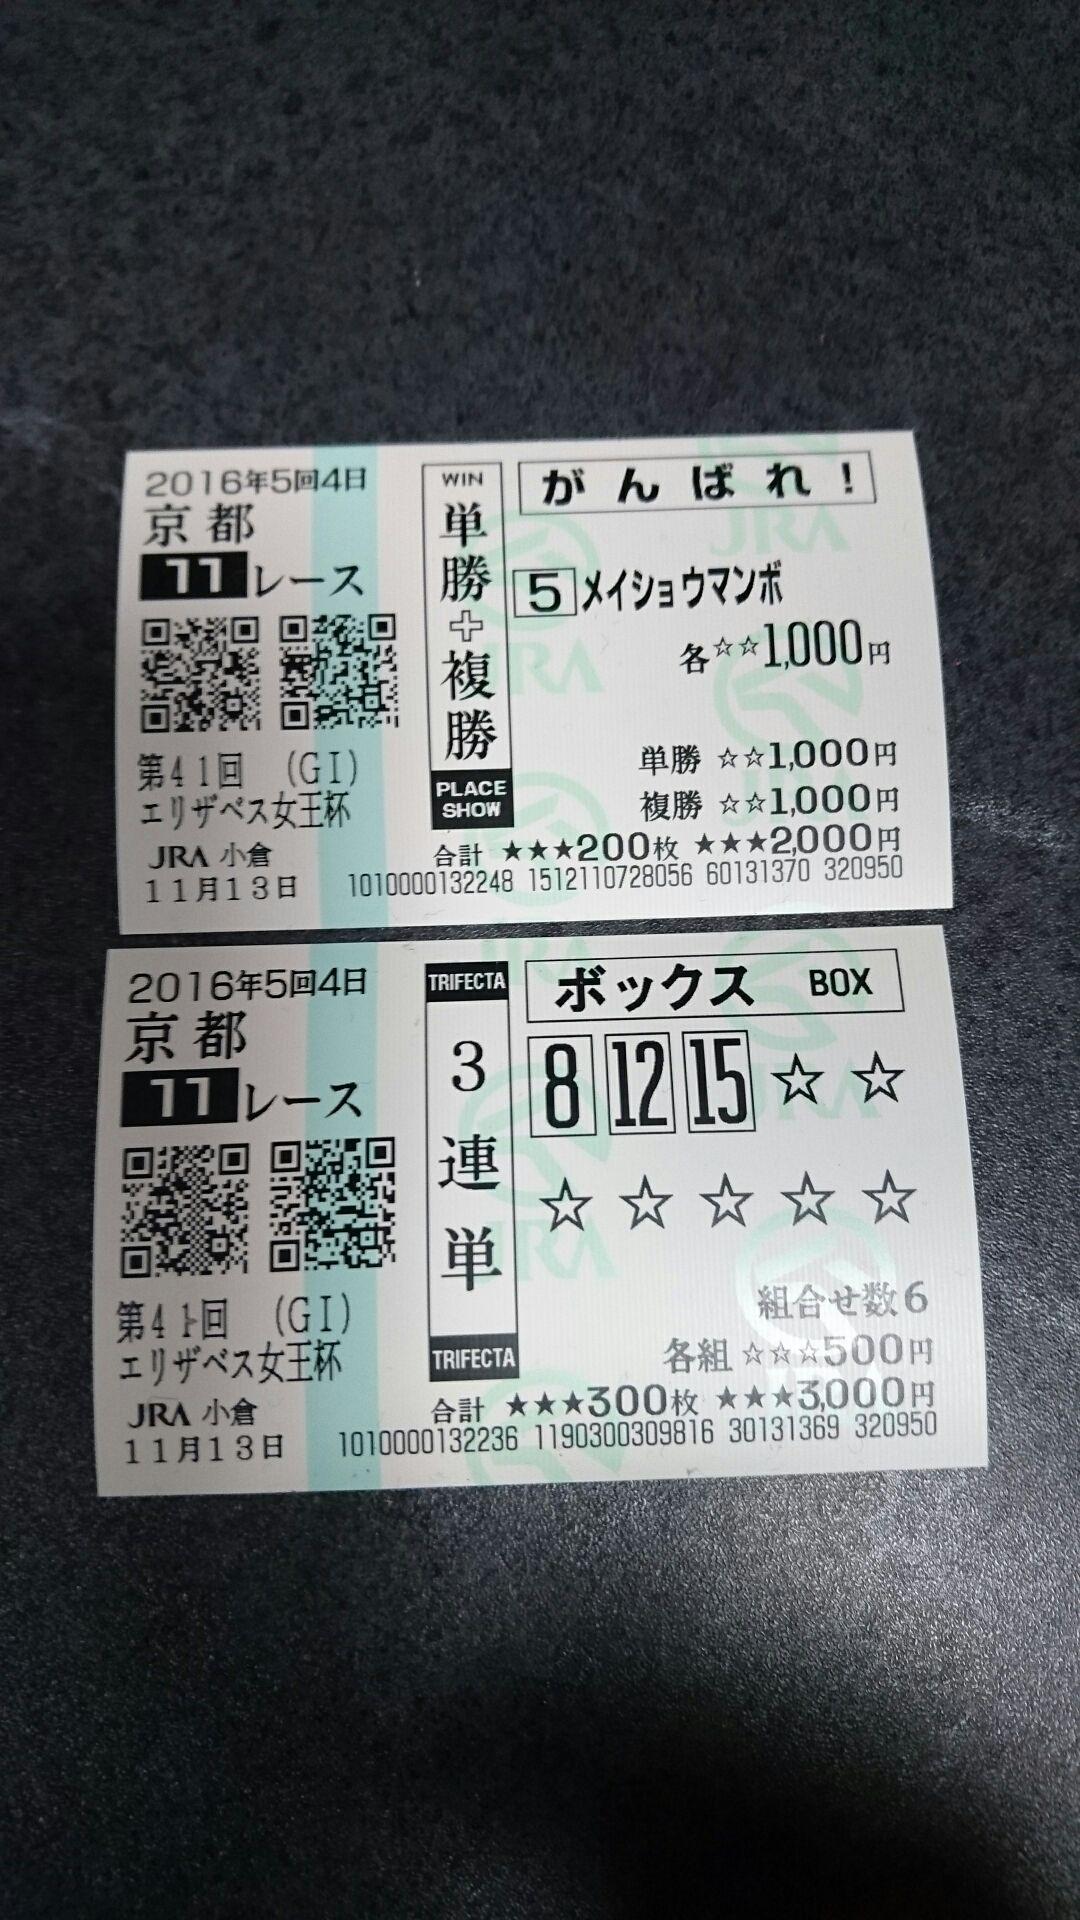 2016年5回4日
京都
11レース
第41回 (GI)
エリザベス女王杯
JRA 小倉
11月13日
WIN
単勝+複勝
PLACE
SHOW
がんばれ!
5 メイショウマンボ
各☆☆1,000円
単勝 ☆☆1,000円
複勝 ☆☆1,000円
合計 ★★★200枚 ★★★2,000円
1010000132248 1512110728056 60131370 320950
2016年5回4日
京都
11レース
第41回 (GI)
エリザベス女王杯
JRA 小倉
11月13日
TRIFECTA
3連単
TRIFECTA
ボックス BOX
8 12 15 ☆ ☆
☆ ☆ ☆ ☆ ☆
組合せ数6
各組 ☆☆☆500円
合計 ★★★300枚 ★★★3,000円
1010000132236 1190300309816 30131369 320950